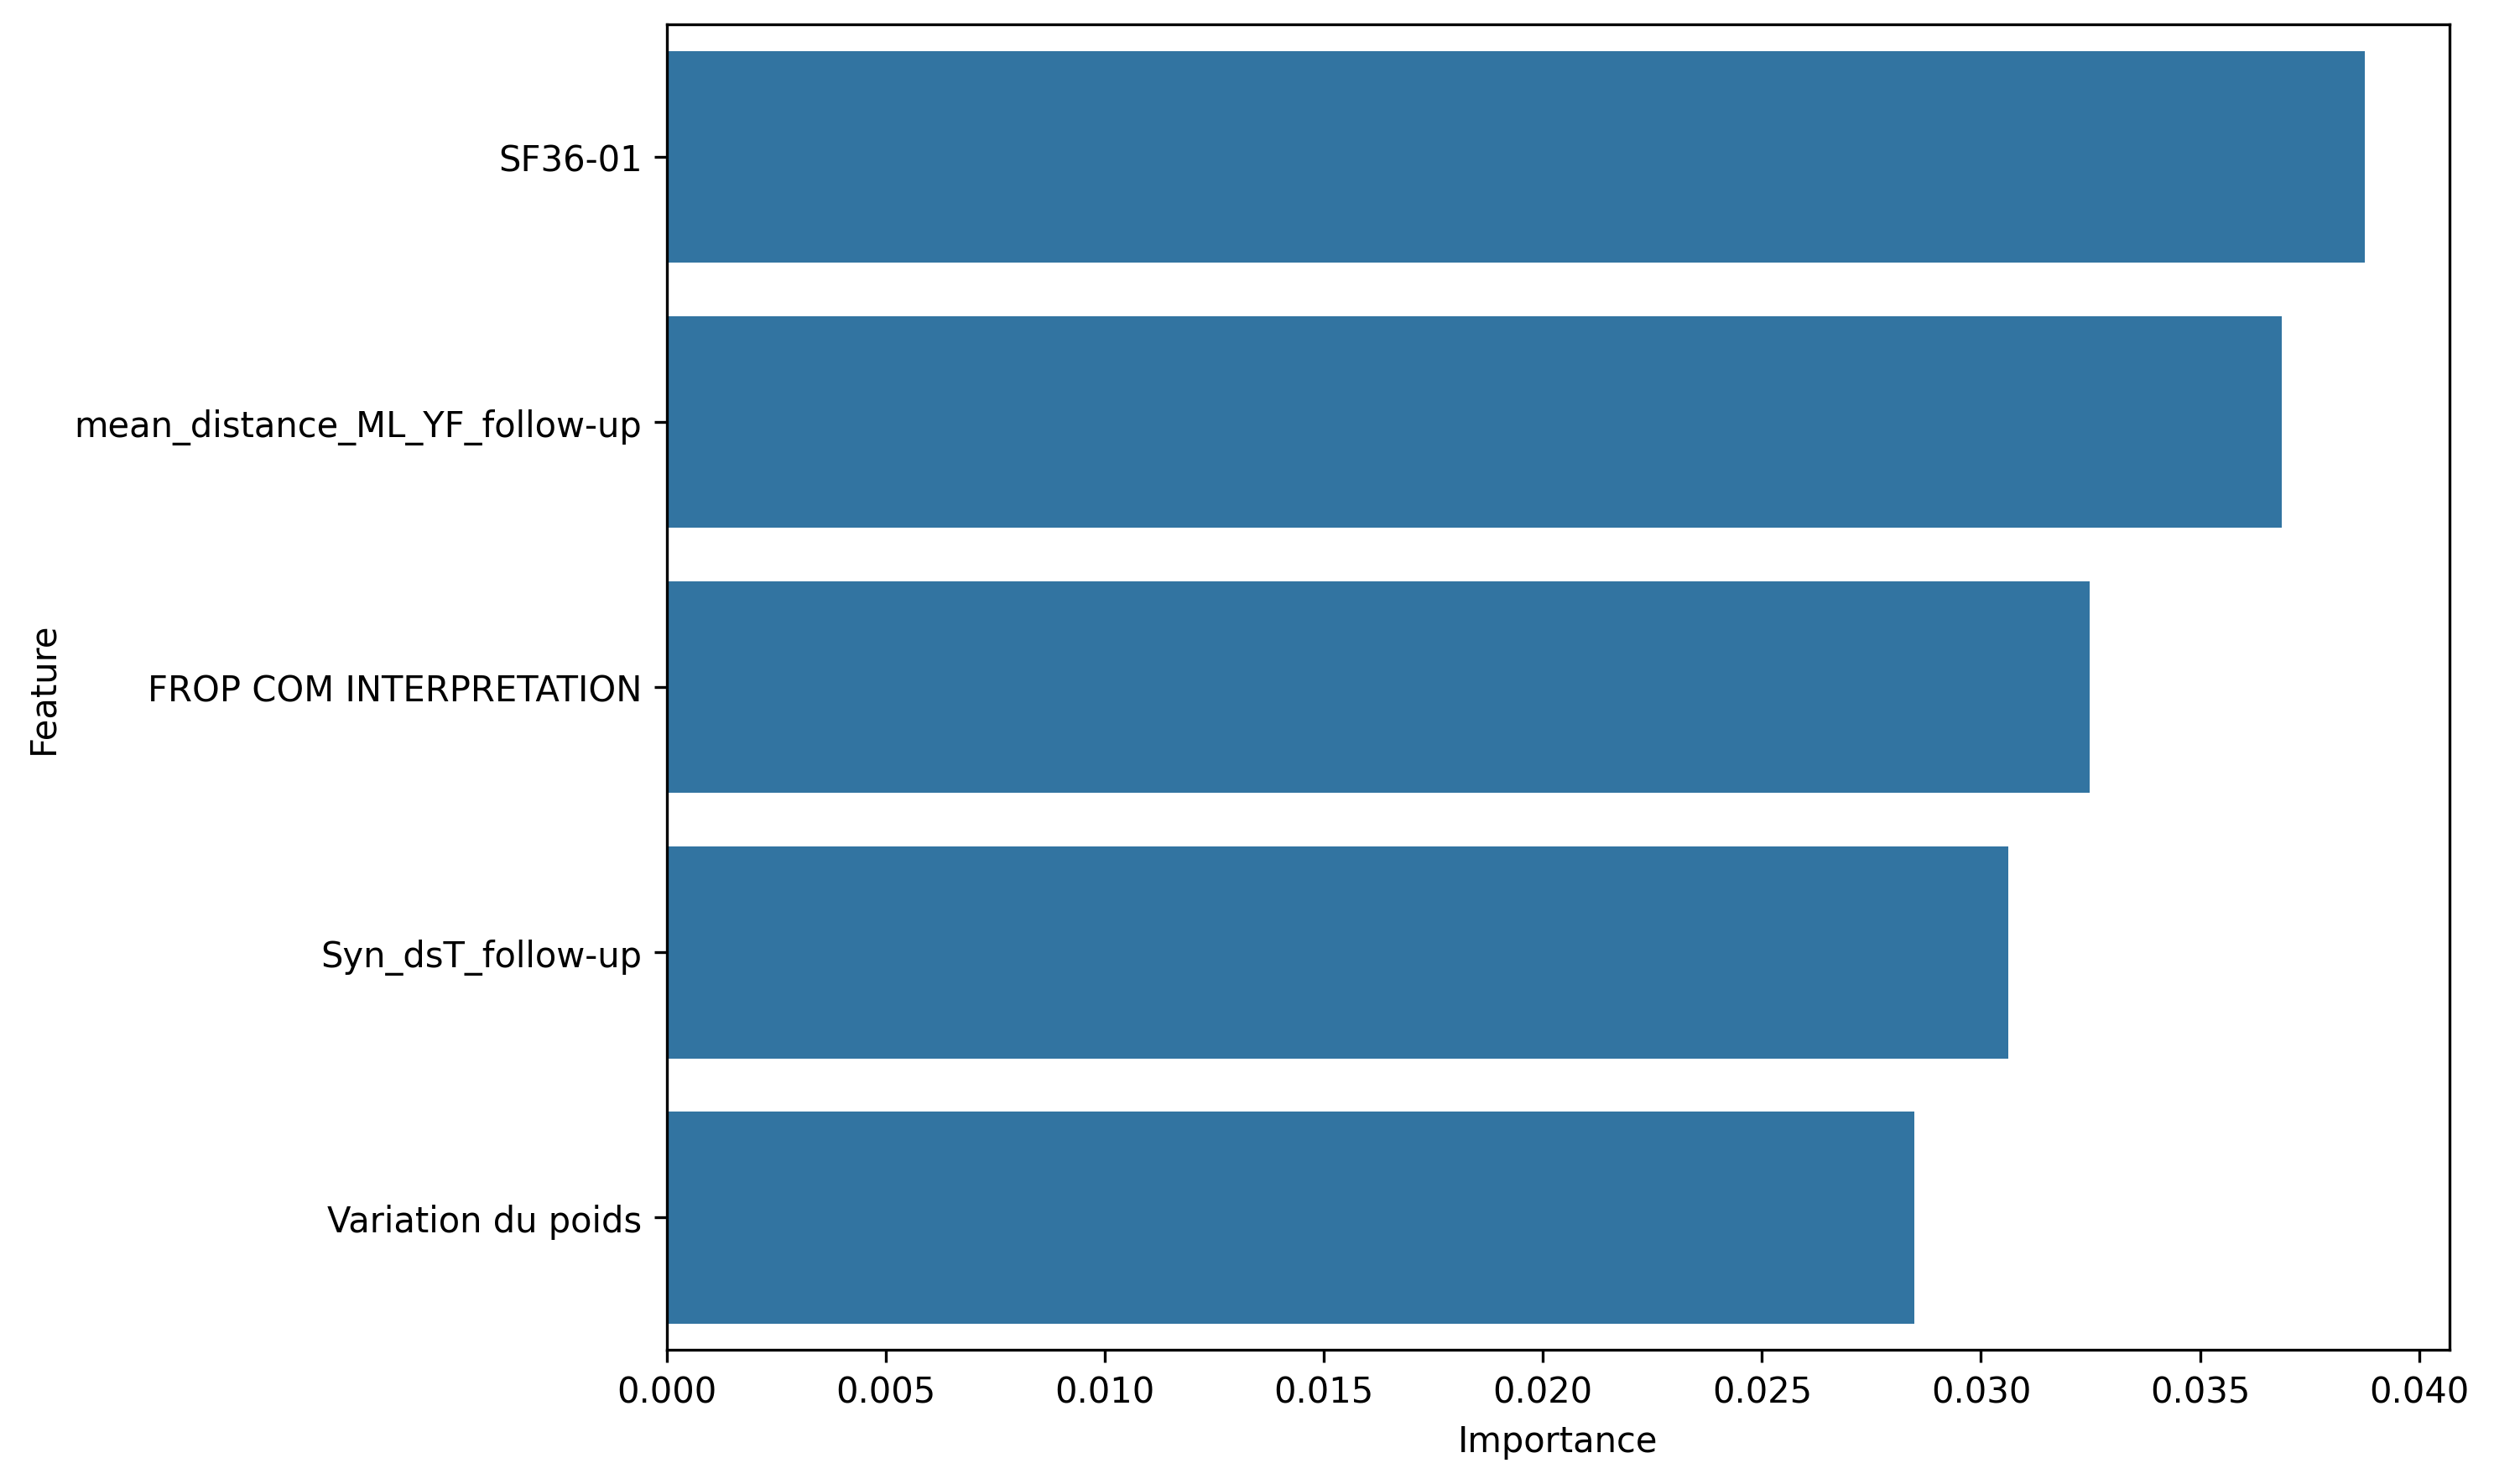 SF36-01
mean_distance_ML_YF_follow-up
FROP COM INTERPRETATION
Syn_dsT_follow-up
Variation du poids
Feature
0.000 0.005 0.010 0.015 0.020 0.025 0.030 0.035 0.040
Importance